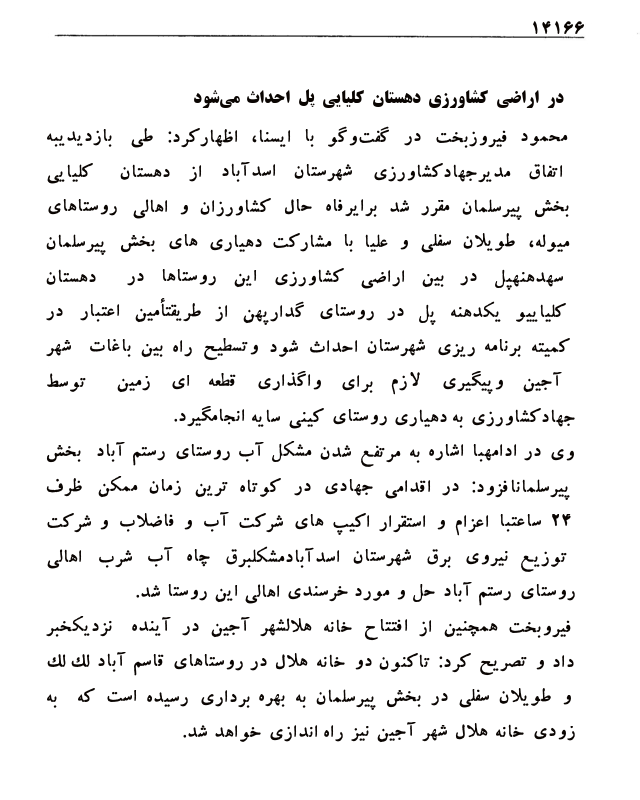 ۱۴۱۶۶
در اراضی کشاورزی دهستان کلیایی پل احداث می‌شود
محمود فیروزبخت در گفت‌وگو با ایسنا، اظهارکرد: طی بازدیدیبه
اتفاق مدیرجهادکشاورزی شهرستان اسدآباد از دهستان کلیایی
بخش پیرسلمان مقرر شد برایرفاه حال کشاورزان و اهالی روستاهای
میوله، طویلان سفلی و علیا با مشارکت دهیاری های بخش پیرسلمان
سهدهنهپل در بین اراضی کشاورزی این روستاها در دهستان
کلیاییو یکدهنه پل در روستای گدارپهن از طریقتأمین اعتبار در
کمیته برنامه ریزی شهرستان احداث شود وتسطیح راه بین باغات شهر
آجین وپیگیری لازم برای واگذاری قطعه ای زمین توسط
جهادکشاورزی به دهیاری روستای کینی سایه انجامگیرد.
وی در ادامهبا اشاره به مرتفع شدن مشکل آب روستای رستم آباد بخش
پیرسلمانافزود: در اقدامی جهادی در کوتاه ترین زمان ممکن ظرف
۲۴ ساعتبا اعزام و استقرار اکیپ های شرکت آب و فاضلاب و شرکت
توزیع نیروی برق شهرستان اسدآبادمشکلبرق چاه آب شرب اهالی
روستای رستم آباد حل و مورد خرسندی اهالی این روستا شد.
فیروبخت همچنین از افتتاح خانه هلالشهر آجین در آینده نزدیکخبر
داد و تصریح کرد: تاکنون دو خانه هلال در روستاهای قاسم آباد لك لك
و طویلان سفلی در بخش پیرسلمان به بهره برداری رسیده است که به
زودی خانه هلال شهر آجین نیز راه اندازی خواهد شد.